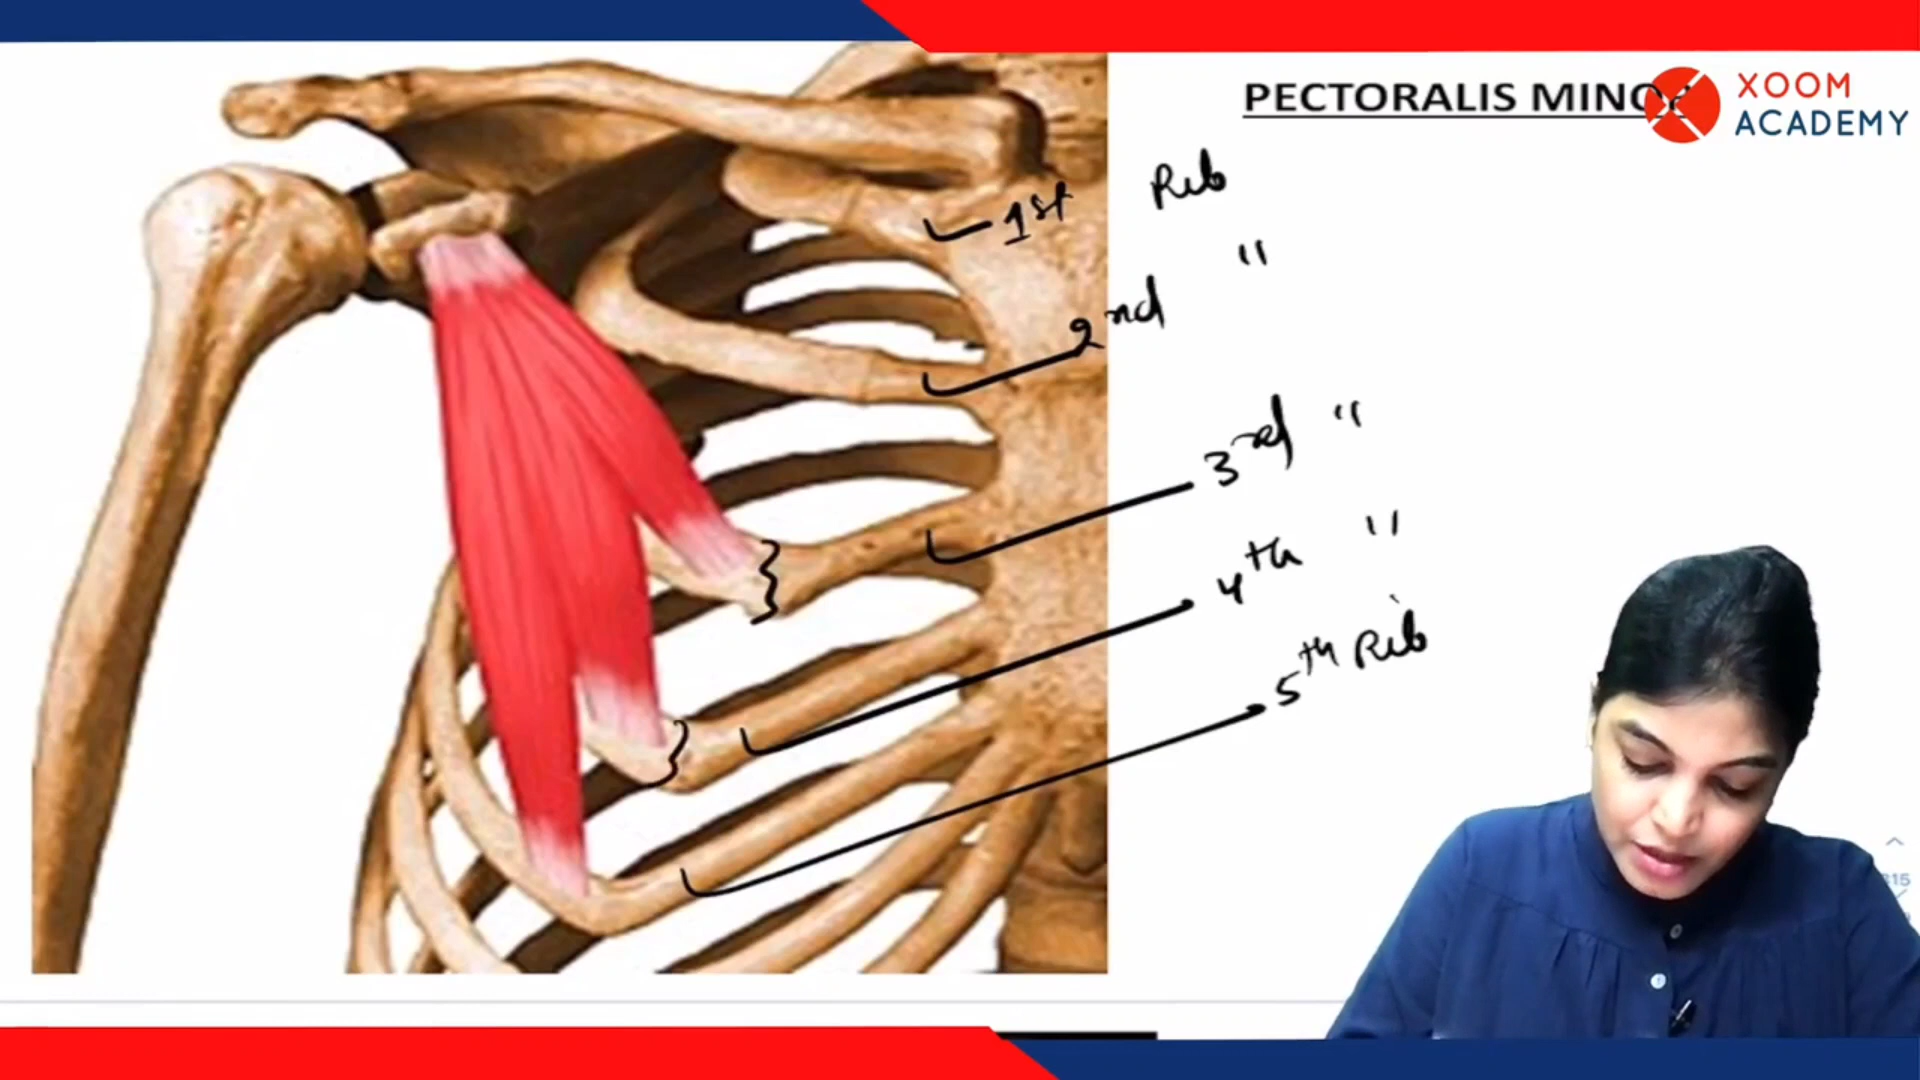 PECTORALIS MINOR
XOOM
ACADEMY
1st Rib
2nd "
3rd "
4th "
5th Rib